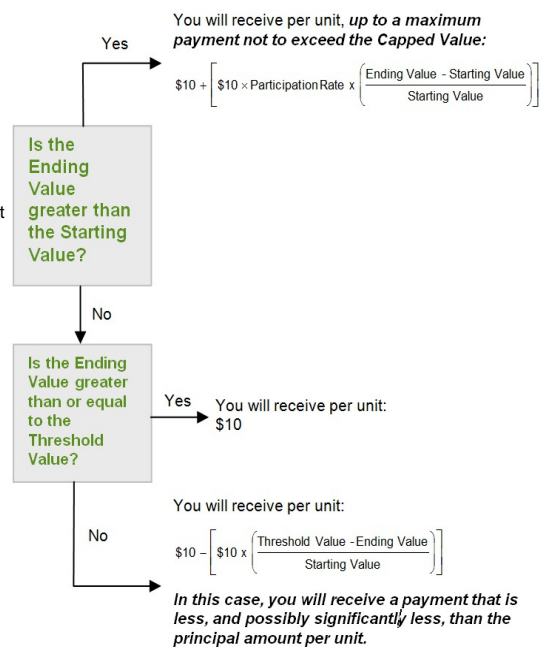 You will receive per unit, up to a maximum
payment not to exceed the Capped Value:
Yes
$10 + [ $10 × Participation Rate x ( Ending Value - Starting Value
Starting Value ) ]
Is the
Ending
Value
greater than
the Starting
Value?
t
No
Is the Ending
Value greater
than or equal
to the
Threshold
Value?
Yes
You will receive per unit:
$10
You will receive per unit:
No
$10 – [ $10 x ( Threshold Value - Ending Value
Starting Value ) ]
In this case, you will receive a payment that is
less, and possibly significantly less, than the
principal amount per unit.